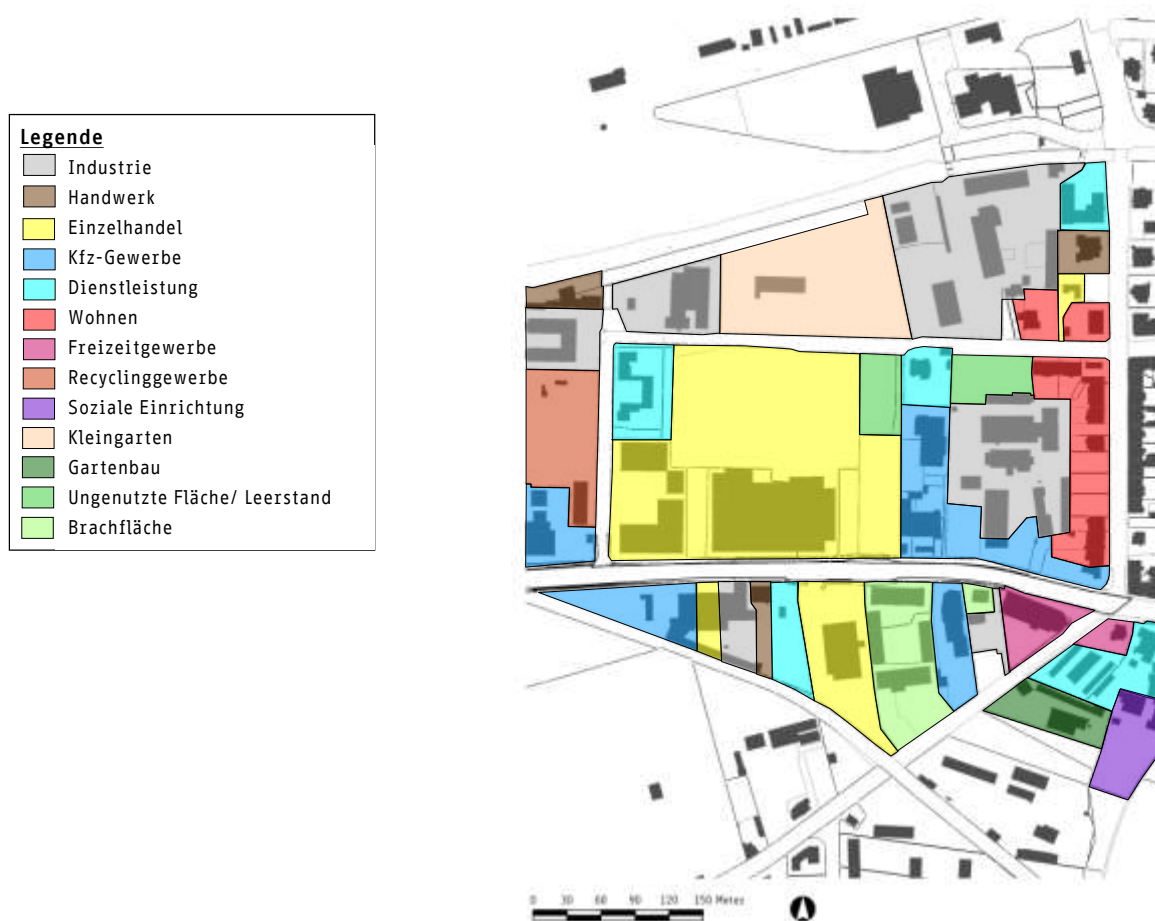 Legende
Industrie
Handwerk
Einzelhandel
Kfz-Gewerbe
Dienstleistung
Wohnen
Freizeitgewerbe
Recyclinggewerbe
Soziale Einrichtung
Kleingarten
Gartenbau
Ungenutzte Fläche/ Leerstand
Brachfläche
0 30 60 90 120 150 Meter